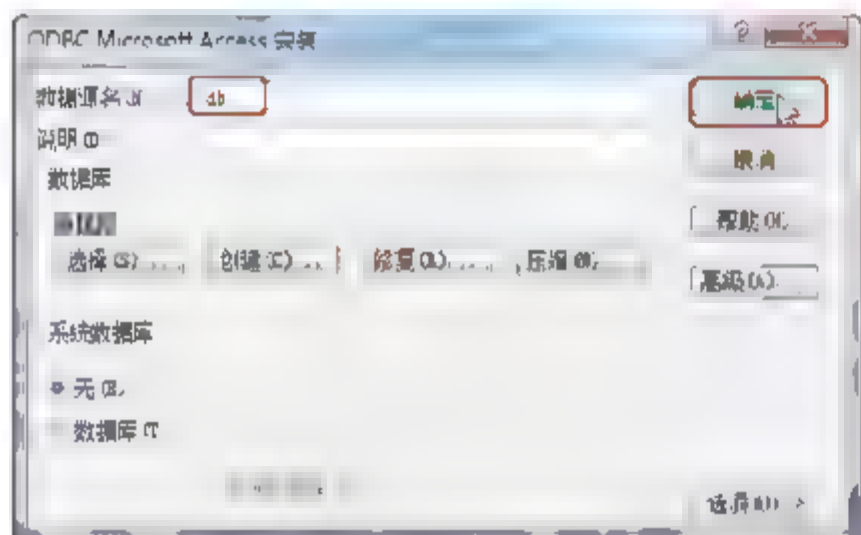 ODBC Microsoft Access 安装
数据源名(N) db 确定
说明(D) 取消
数据库
帮助(H)
选择(S)... 创建(C)... 修复(R)... 压缩(M)...
高级(A)...
系统数据库
无(E)
数据库(T)
选项(O) >